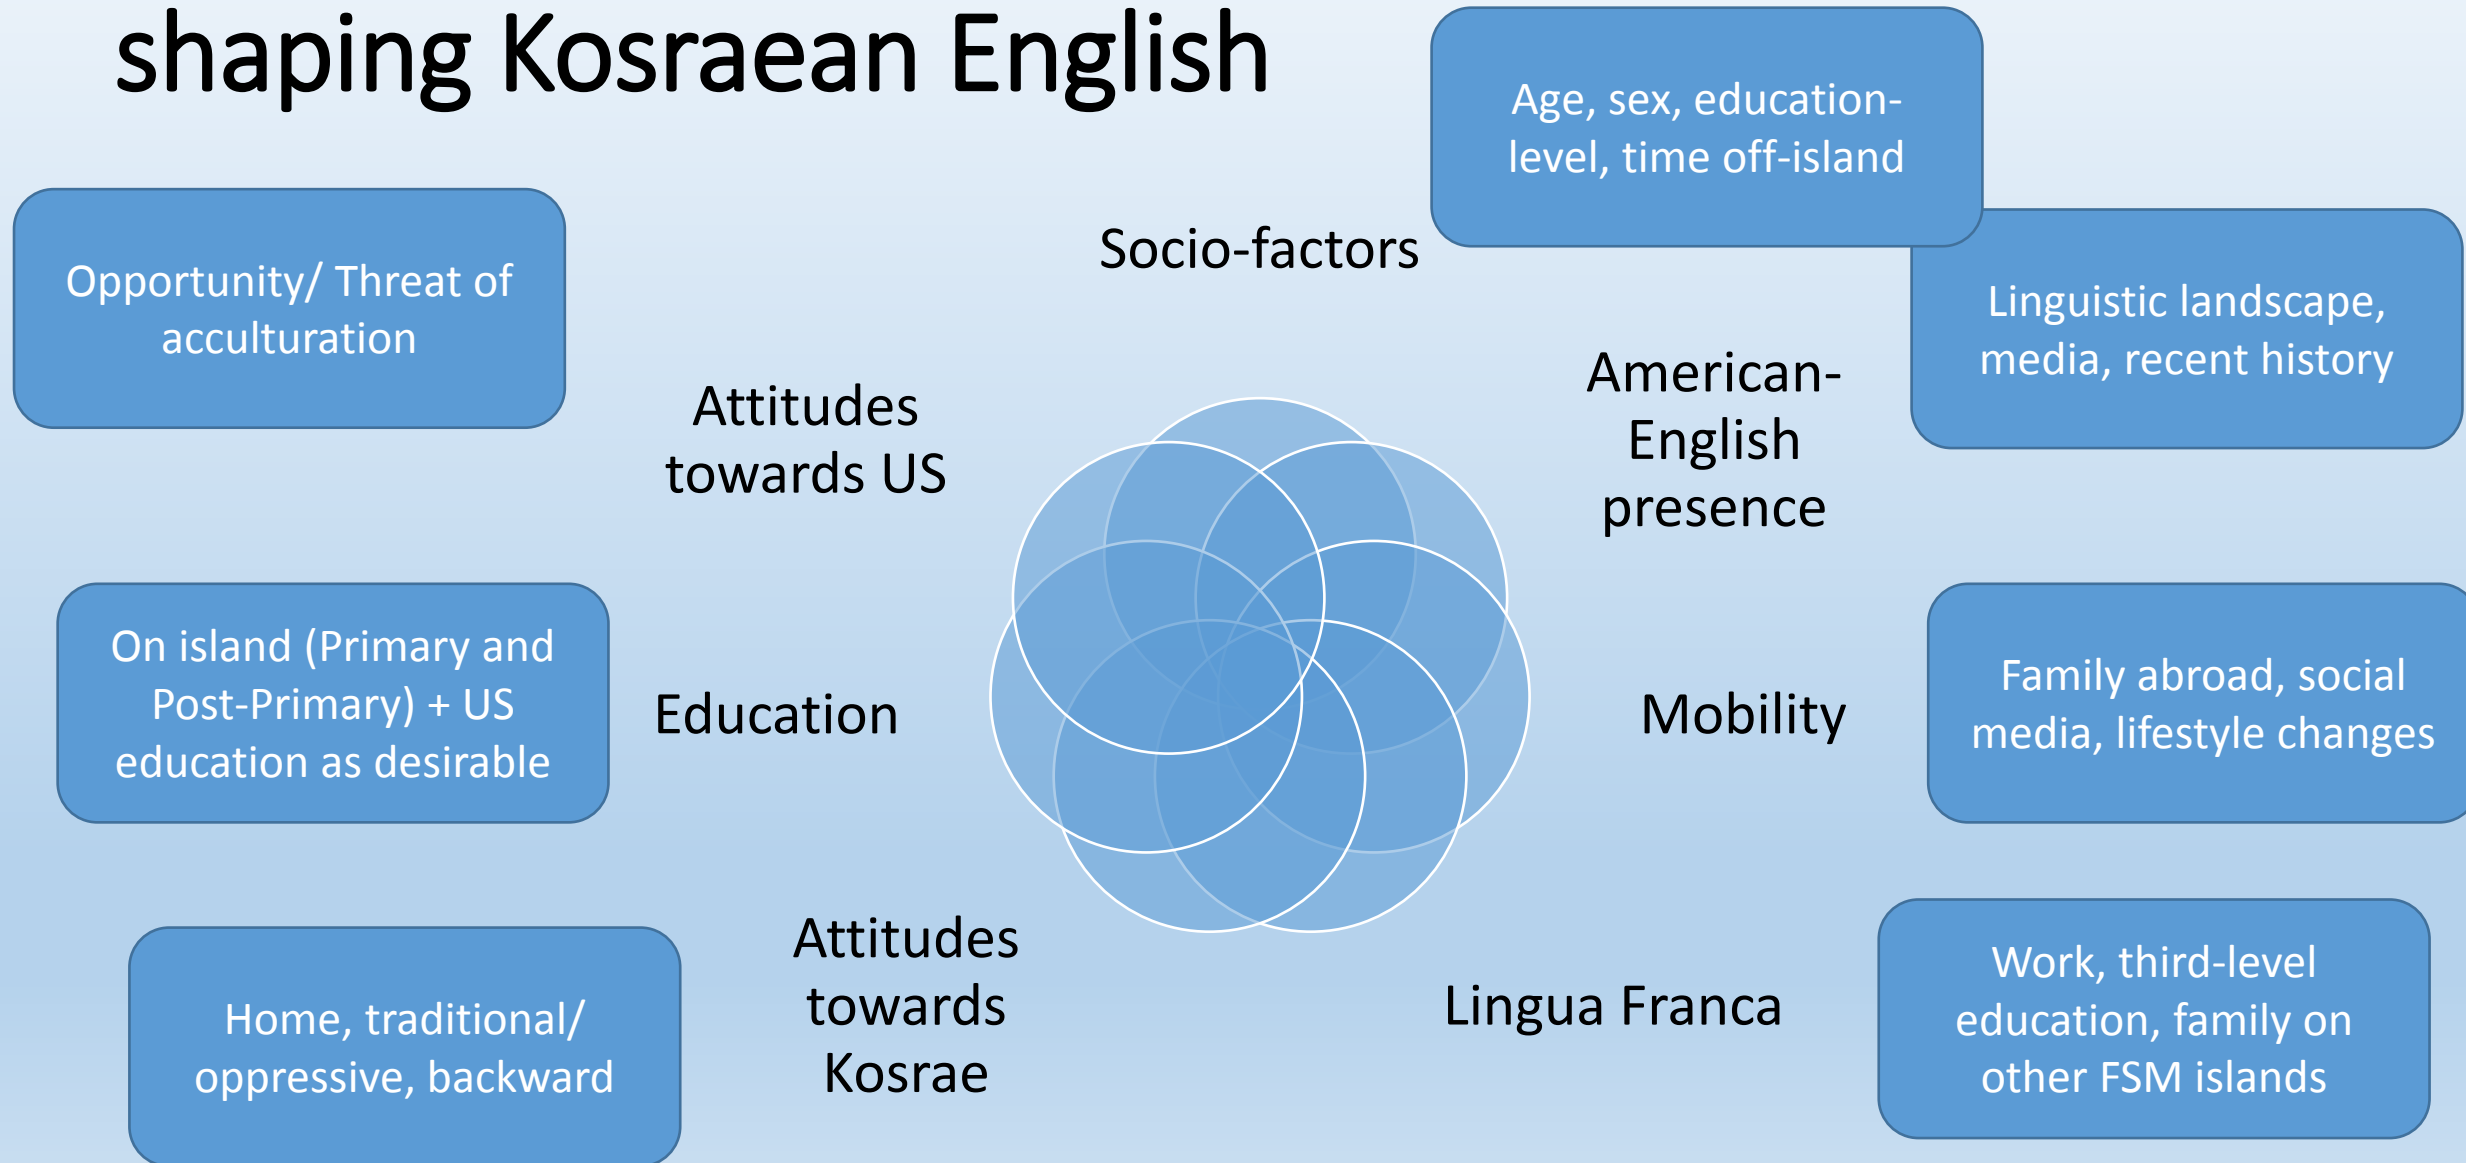 shaping Kosraean English
Age, sex, education-
level, time off-island
Socio-factors
Opportunity/ Threat of
acculturation
Linguistic landscape,
media, recent history
American-
English
presence
Attitudes
towards US
On island (Primary and
Post-Primary) + US
education as desirable
Education
Mobility
Family abroad, social
media, lifestyle changes
Home, traditional/
oppressive, backward
Attitudes
towards
Kosrae
Lingua Franca
Work, third-level
education, family on
other FSM islands